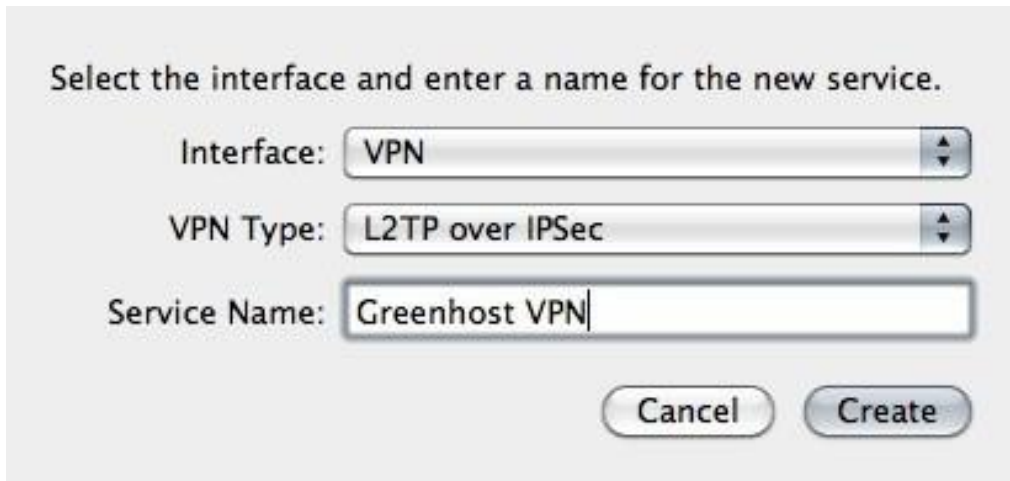 Select the interface and enter a name for the new service.
Interface: VPN
VPN Type: L2TP over IPSec
Service Name: Greenhost VPN
Cancel Create